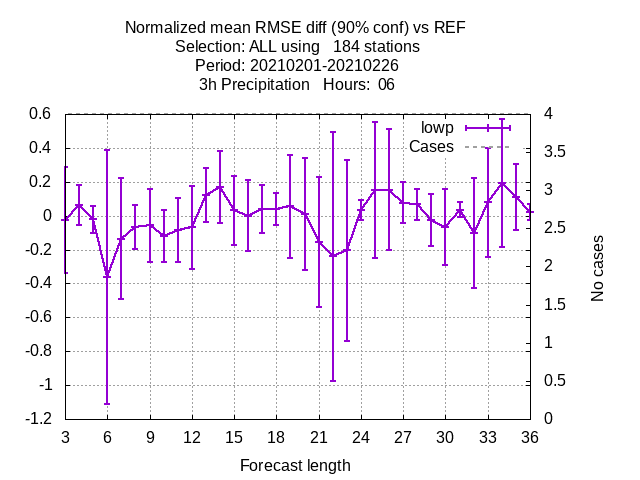 Normalized mean RMSE diff (90% conf) vs REF
Selection: ALL using   184 stations
Period: 20210201-20210226
3h Precipitation   Hours:  06
lowp
Cases
0.6
0.4
0.2
0
-0.2
-0.4
-0.6
-0.8
-1
-1.2
4
3.5
3
2.5
2
1.5
1
0.5
0
No cases
3 6 9 12 15 18 21 24 27 30 33 36
Forecast length